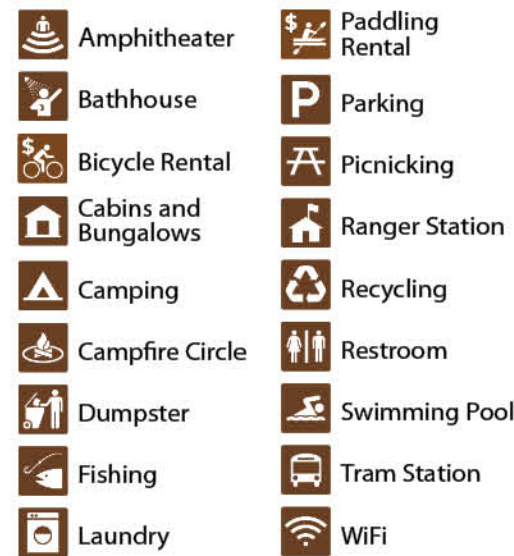 Amphitheater
Bathhouse
$
Bicycle Rental
Cabins and
Bungalows
Camping
Campfire Circle
Dumpster
Fishing
Laundry
$
Paddling
Rental
P
Parking
Picnicking
Ranger Station
Recycling
Restroom
Swimming Pool
Tram Station
WiFi